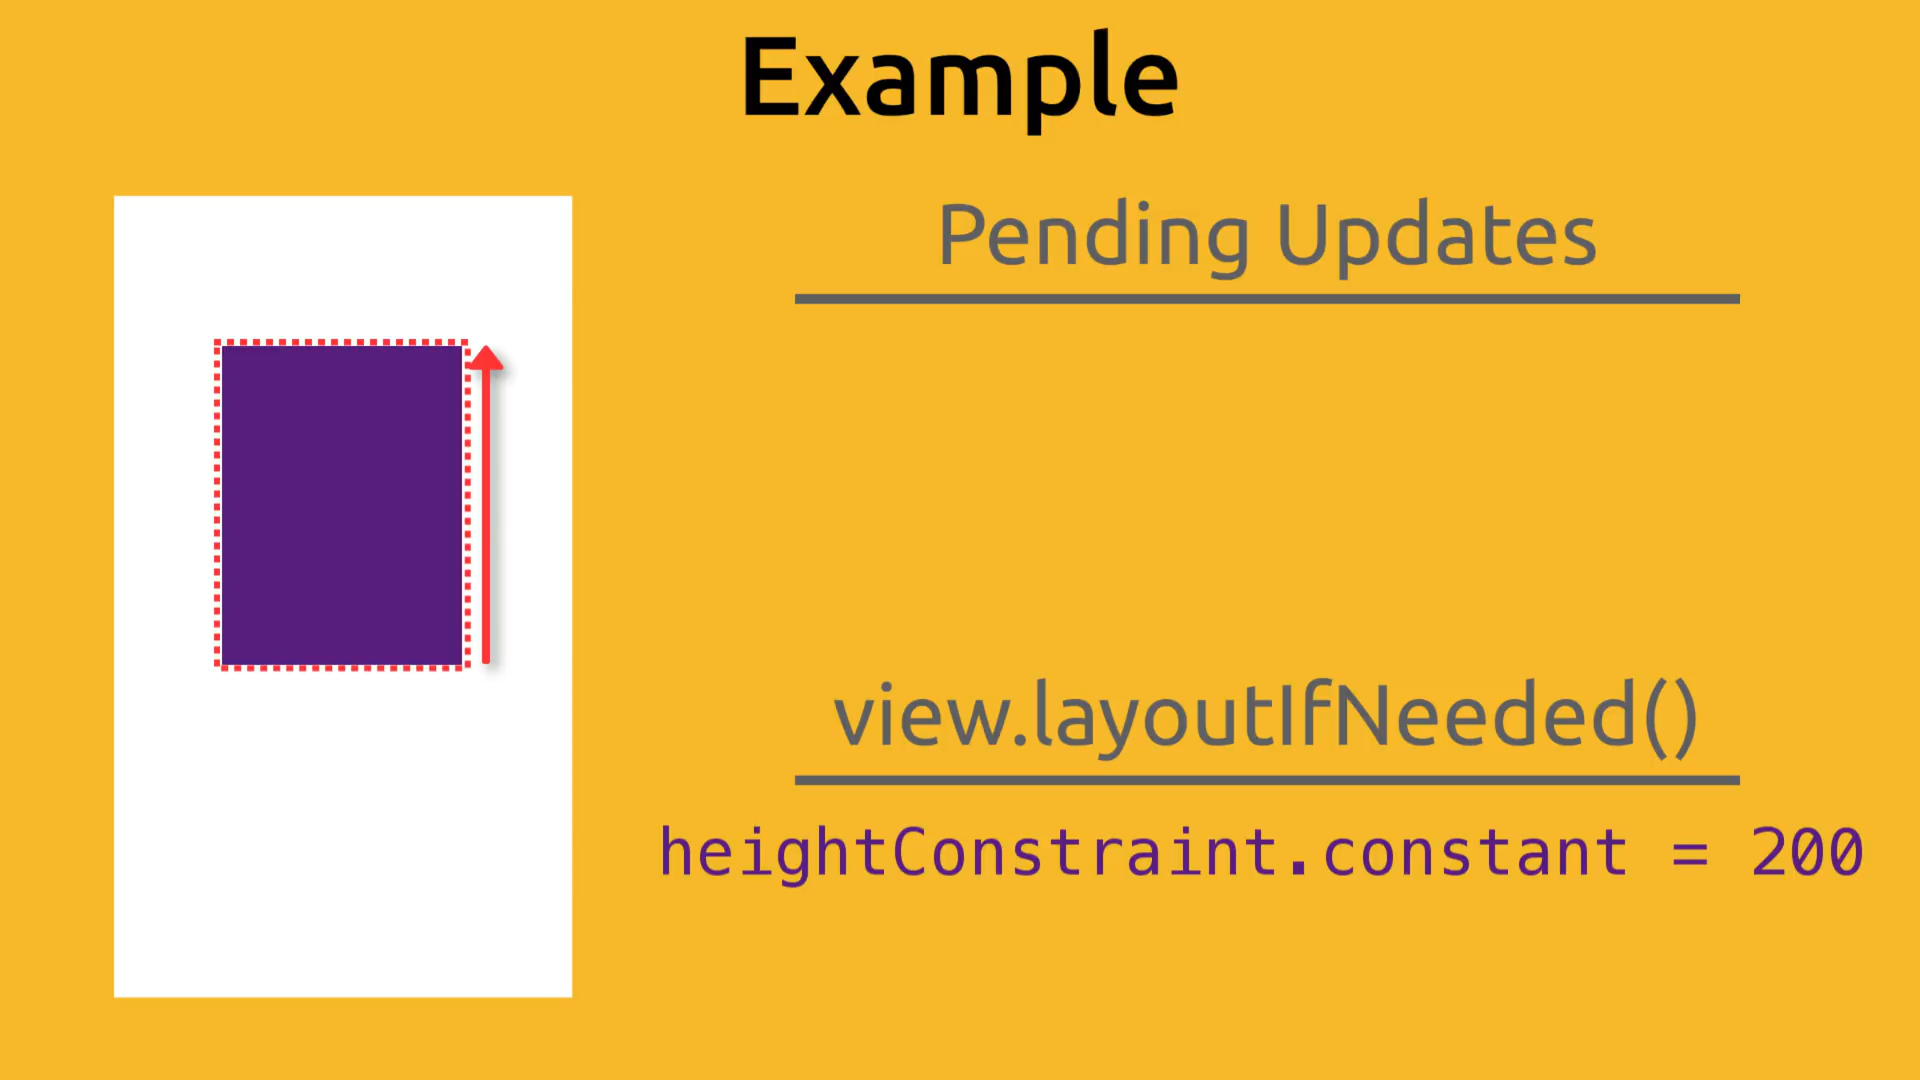 Example
Pending Updates
view.layoutIfNeeded()
heightConstraint.constant = 200